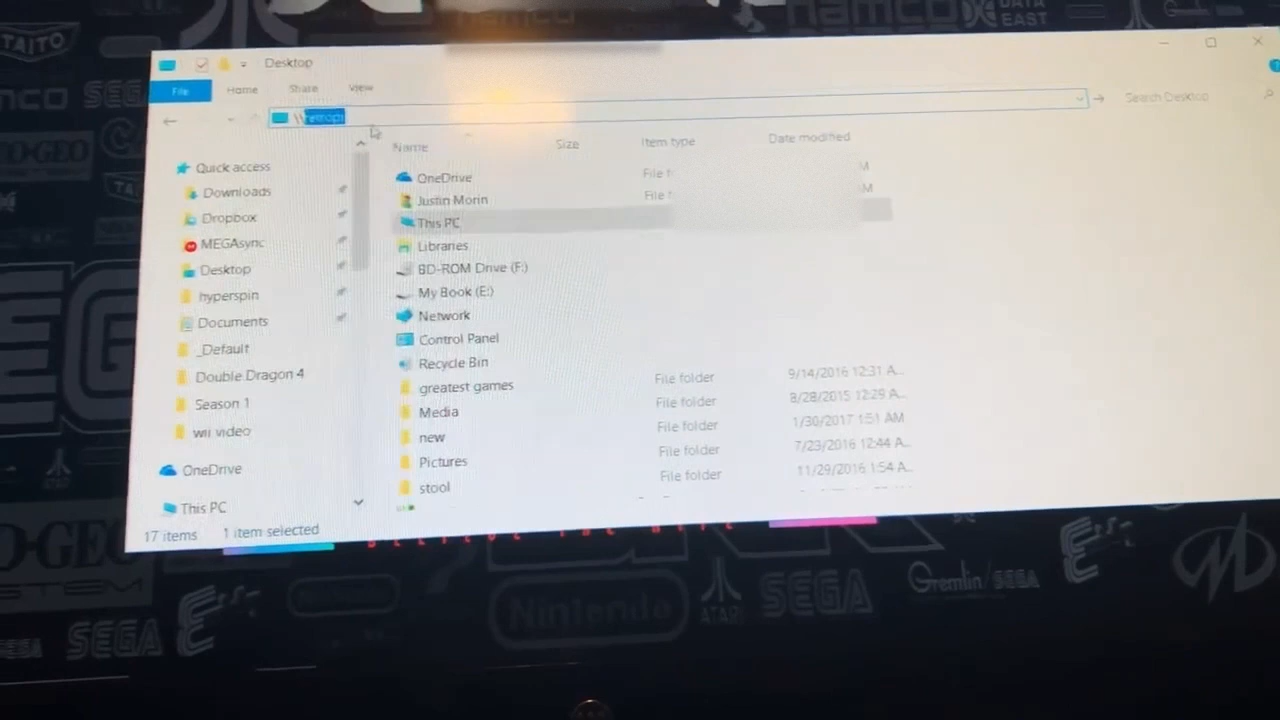 TAITO
namco
DATA EAST
Desktop
File Home Share View
\\retropi
Search Desktop
Name Size Item type Date modified
Quick access
Downloads
Dropbox
MEGAsync
Desktop
hyperspin
Documents
_Default
Double Dragon 4
Season 1
wii video
OneDrive
This PC
OneDrive File f
Justin Morin File f
This PC
Libraries
BD-ROM Drive (F:)
My Book (E:)
Network
Control Panel
Recycle Bin
greatest games File folder 9/14/2016 12:31 A...
Media File folder 8/28/2015 12:29 A...
new File folder 1/30/2017 1:51 AM
Pictures File folder 7/23/2016 12:44 A...
stool File folder 11/29/2016 1:54 A...
17 items 1 item selected
Nintendo
ATARI
SEGA
Gremlin/SEGA
SEGA